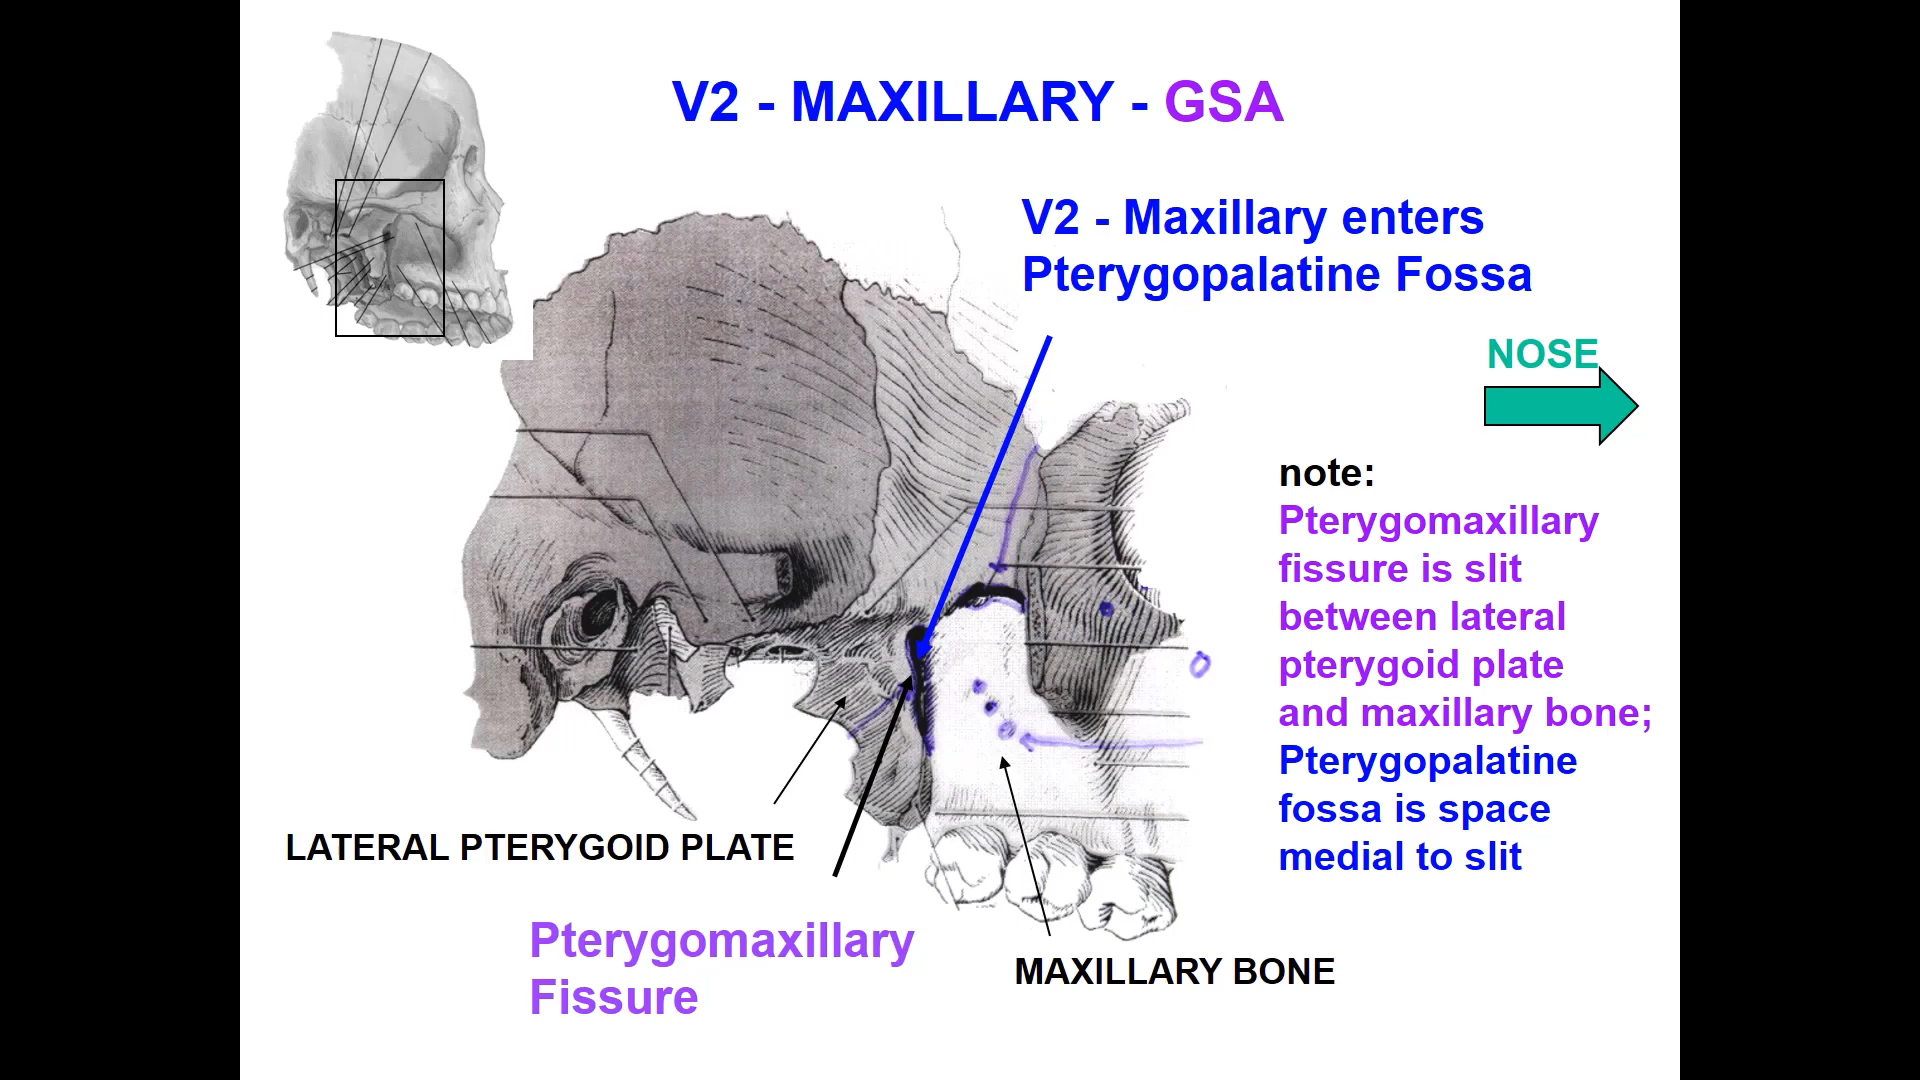 V2 - MAXILLARY - GSA
V2 - Maxillary enters
Pterygopalatine Fossa
NOSE
note:
Pterygomaxillary
fissure is slit
between lateral
pterygoid plate
and maxillary bone;
Pterygopalatine
fossa is space
medial to slit
LATERAL PTERYGOID PLATE
Pterygomaxillary
Fissure
MAXILLARY BONE